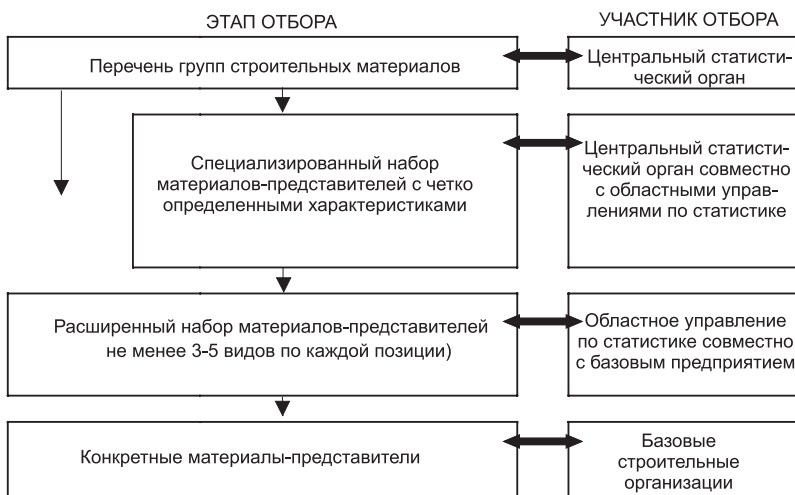 ЭТАП ОТБОРА
УЧАСТНИК ОТБОРА
Перечень групп строительных материалов
Центральный статисти-
ческий орган
Специализированный набор
материалов-представителей с четко
определенными характеристиками
Центральный статисти-
ческий орган совместно
с областными управ-
лениями по статистике
Расширенный набор материалов-представителей
не менее 3-5 видов по каждой позиции)
Областное управление
по статистике совместно
с базовым предприятием
Конкретные материалы-представители
Базовые
строительные
организации